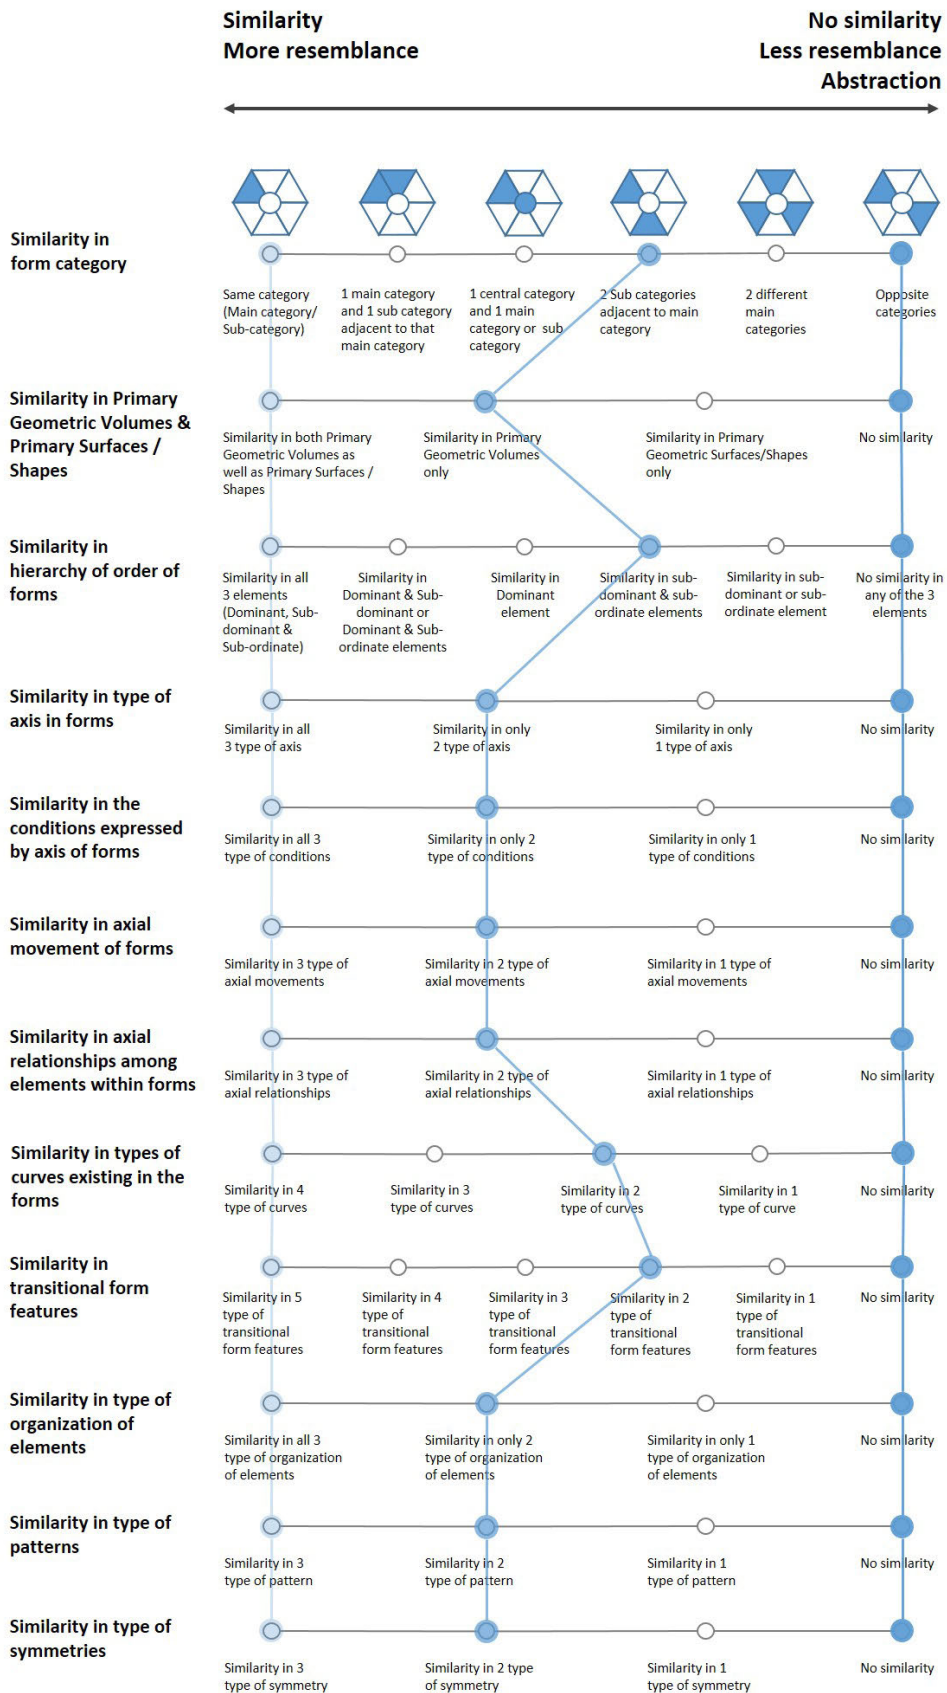 Similarity
More resemblance
No similarity
Less resemblance
Abstraction
Similarity in
form category
Same category
(Main category/
Sub-category)
1 main category
and 1 sub category
adjacent to that
main category
1 central category
and 1 main
category or sub
category
2 Sub categories
adjacent to main
category
2 different
main
categories
Opposite
categories
Similarity in Primary
Geometric Volumes &
Primary Surfaces /
Shapes
Similarity in both Primary
Geometric Volumes as
well as Primary Surfaces /
Shapes
Similarity in Primary
Geometric Volumes
only
Similarity in Primary
Geometric Surfaces/Shapes
only
No similarity
Similarity in
hierarchy of order of
forms
Similarity in all
3 elements
(Dominant, Sub-
dominant &
Sub-ordinate)
Similarity in
Dominant & Sub-
dominant or
Dominant & Sub-
ordinate elements
Similarity in
Dominant
element
Similarity in sub-
dominant & sub-
ordinate elements
Similarity in sub-
dominant or sub-
ordinate element
No similarity in
any of the 3
elements
Similarity in type of
axis in forms
Similarity in all
3 type of axis
Similarity in only
2 type of axis
Similarity in only
1 type of axis
No similarity
Similarity in the
conditions expressed
by axis of forms
Similarity in all 3
type of conditions
Similarity in only 2
type of conditions
Similarity in only 1
type of conditions
No similarity
Similarity in axial
movement of forms
Similarity in 3 type of
axial movements
Similarity in 2 type of
axial movements
Similarity in 1 type of
axial movements
No similarity
Similarity in axial
relationships among
elements within forms
Similarity in 3 type of
axial relationships
Similarity in 2 type of
axial relationships
Similarity in 1 type of
axial relationships
No similarity
Similarity in types of
curves existing in the
forms
Similarity in 4
type of curves
Similarity in 3
type of curves
Similarity in 2
type of curves
Similarity in 1
type of curve
No similarity
Similarity in
transitional form
features
Similarity in 5
type of
transitional
form features
Similarity in 4
type of
transitional
form features
Similarity in 3
type of
transitional
form features
Similarity in 2
type of
transitional
form features
Similarity in 1
type of
transitional
form features
No similarity
Similarity in type of
organization of
elements
Similarity in all 3
type of organization
of elements
Similarity in only 2
type of organization
of elements
Similarity in only 1
type of organization
of elements
No similarity
Similarity in type of
patterns
Similarity in 3
type of pattern
Similarity in 2
type of pattern
Similarity in 1
type of pattern
No similarity
Similarity in type of
symmetries
Similarity in 3
type of symmetry
Similarity in 2 type
of symmetry
Similarity in 1
type of symmetry
No similarity